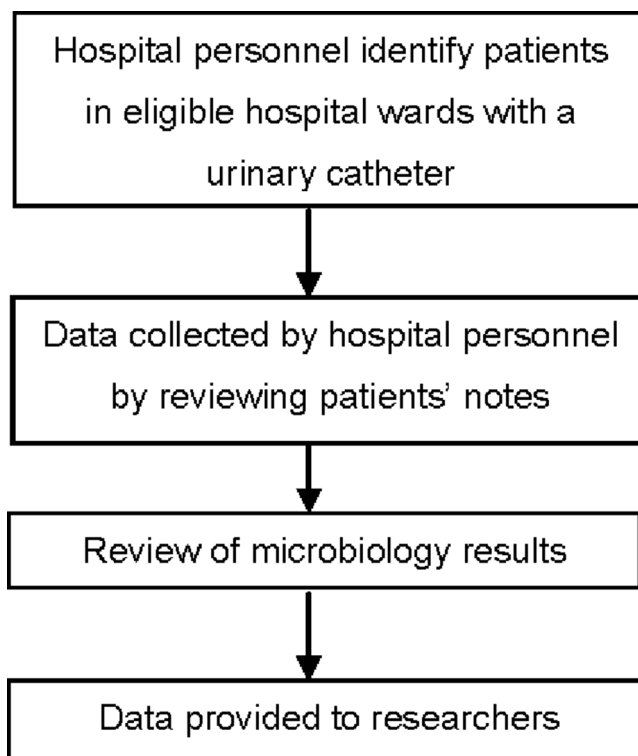 Hospital personnel identify patients
in eligible hospital wards with a
urinary catheter
Data collected by hospital personnel
by reviewing patients’ notes
Review of microbiology results
Data provided to researchers